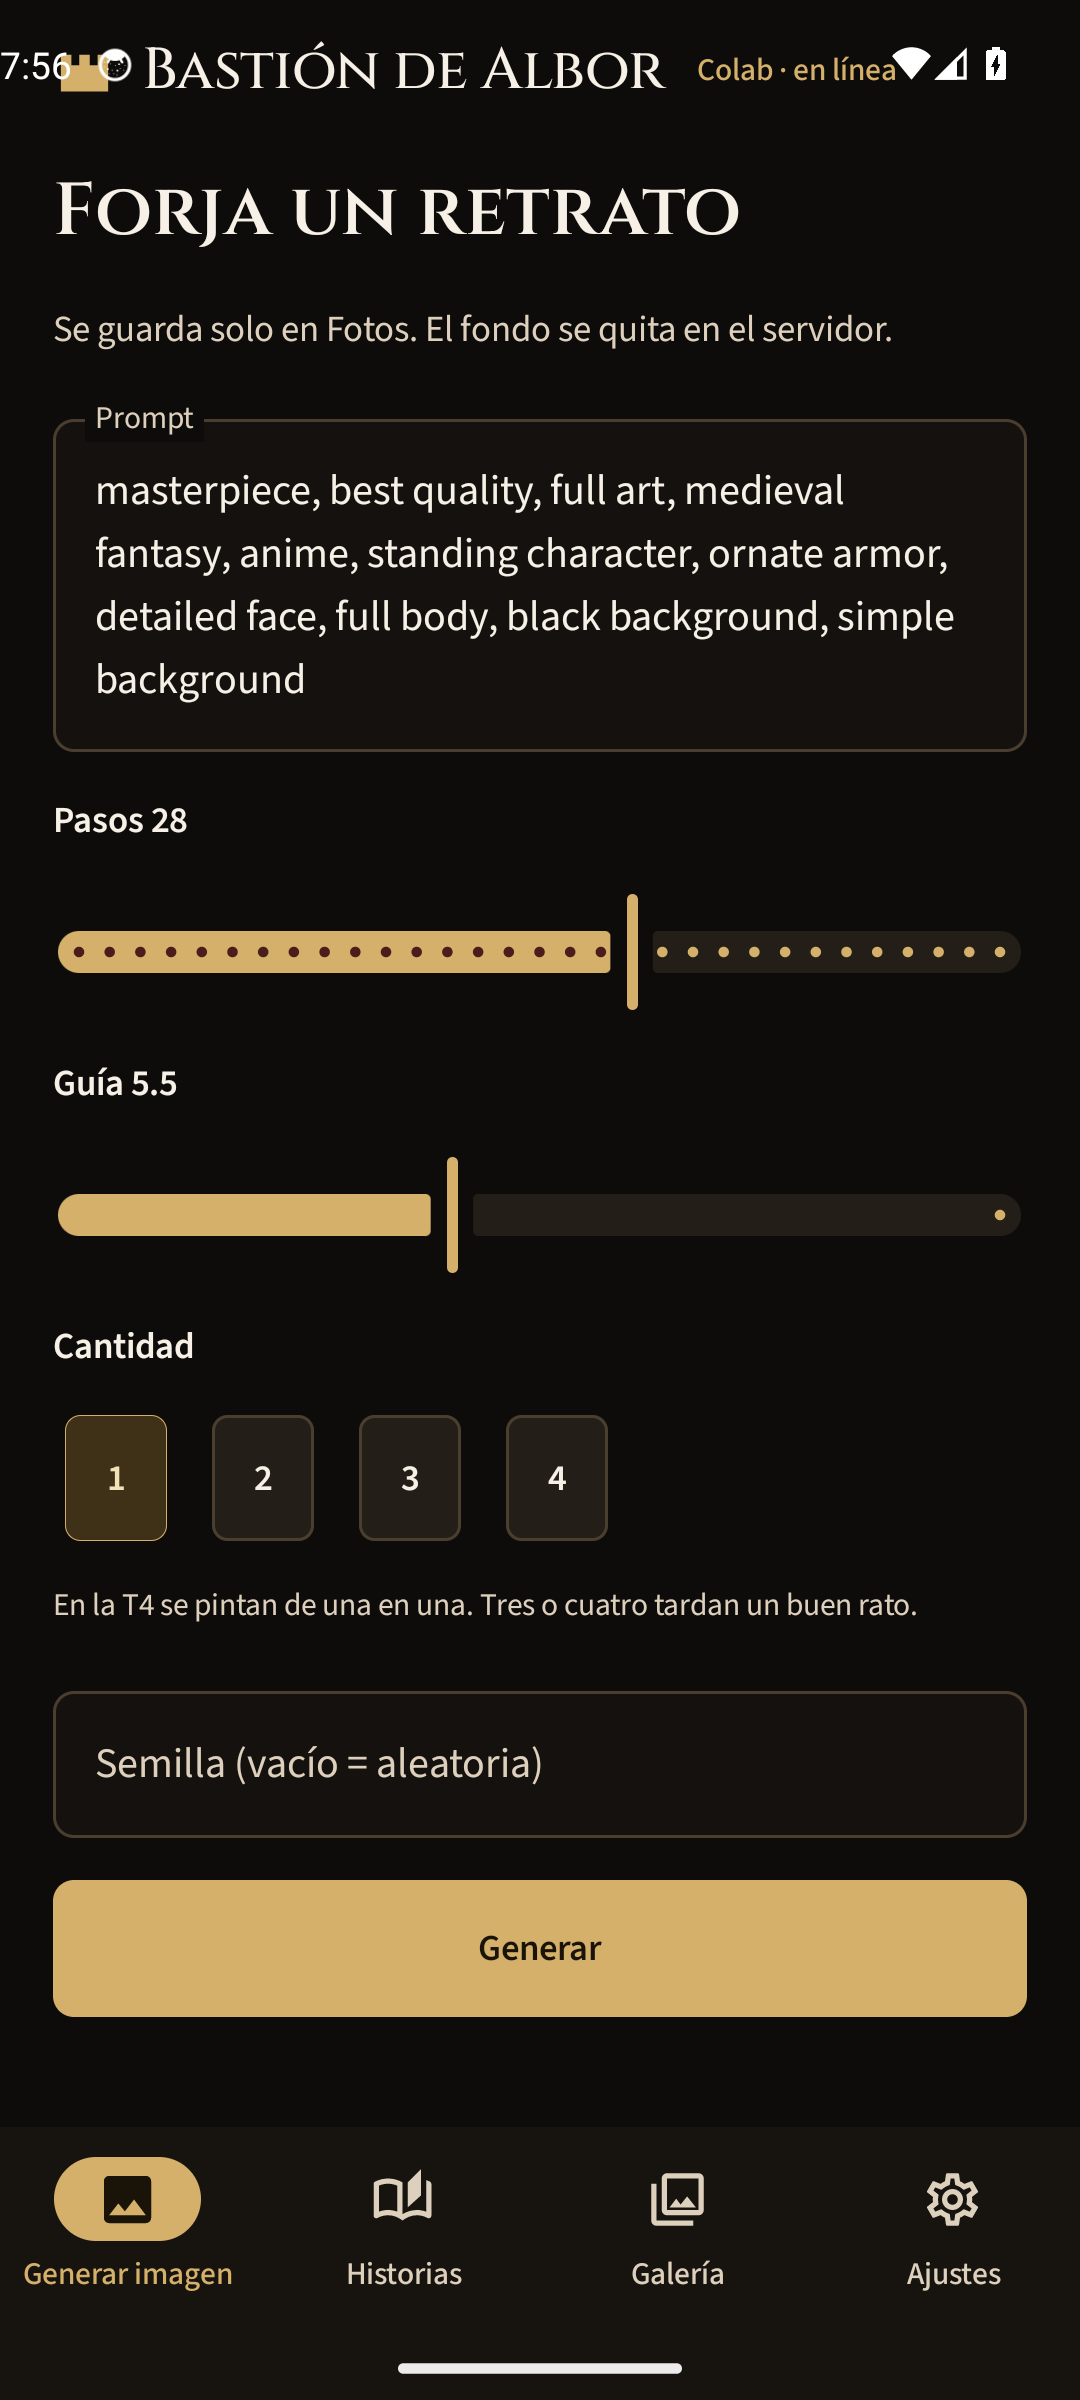 7:56
BASTIÓN DE ALBOR
Colab · en línea
FORJA UN RETRATO
Se guarda solo en Fotos. El fondo se quita en el servidor.
Prompt
masterpiece, best quality, full art, medieval
fantasy, anime, standing character, ornate armor,
detailed face, full body, black background, simple
background
Pasos 28
Guía 5.5
Cantidad
1
2
3
4
En la T4 se pintan de una en una. Tres o cuatro tardan un buen rato.
Semilla (vacío = aleatoria)
Generar
Generar imagen
Historias
Galería
Ajustes